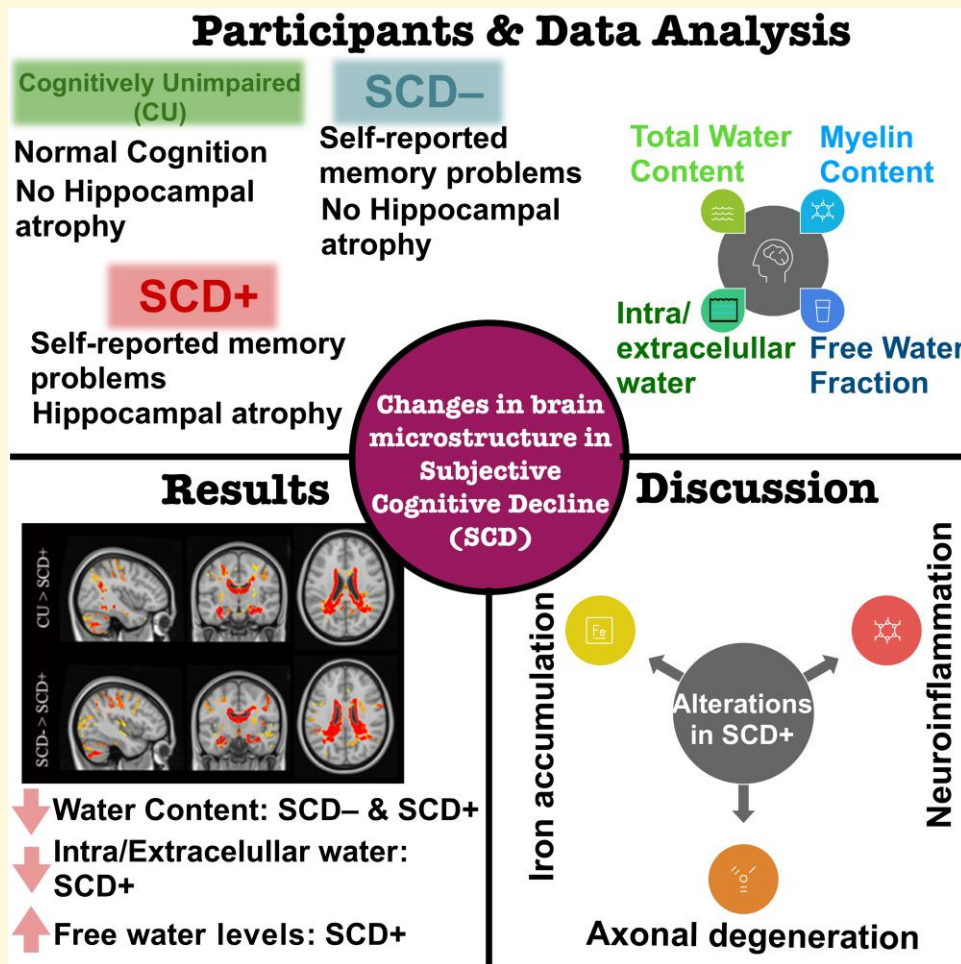 Participants & Data Analysis
Cognitively Unimpaired
(CU)
Normal Cognition
No Hippocampal
atrophy
SCD–
Self-reported
memory problems
No Hippocampal
atrophy
SCD+
Self-reported memory
problems
Hippocampal atrophy
Total Water
Content
Myelin
Content
Intra/
extracelullar
water
Free Water
Fraction
Changes in brain
microstructure in
Subjective
Cognitive Decline
(SCD)
Results
CU > SCD+
SCD- > SCD+
Water Content: SCD– & SCD+
Intra/Extracelullar water:
SCD+
Free water levels: SCD+
Discussion
Iron accumulation
Fe
Alterations
in SCD+
Neuroinflammation
Axonal degeneration